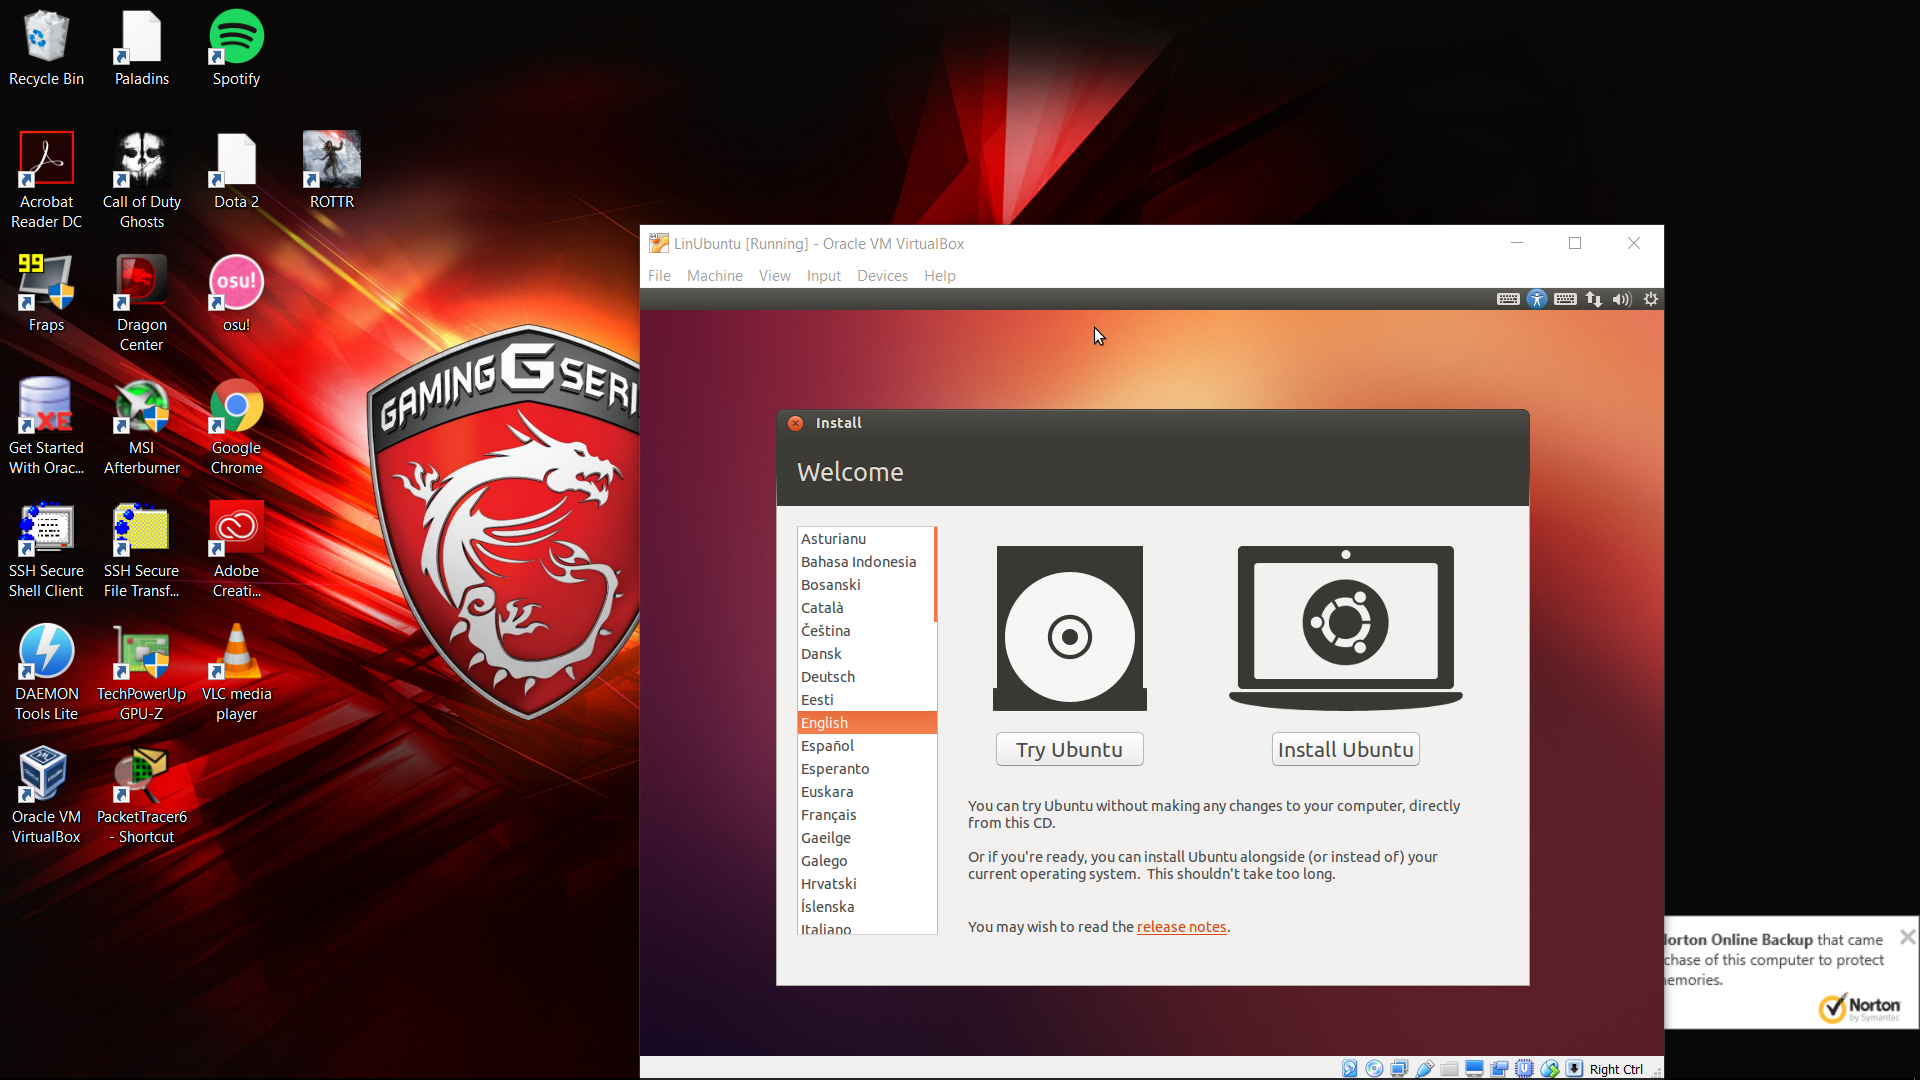 Recycle Bin
Paladins
Spotify
Acrobat
Reader DC
Call of Duty
Ghosts
Dota 2
ROTTR
99
Fraps
Dragon
Center
osu!
osu!
XE
Get Started
With Orac...
MSI
Afterburner
Google
Chrome
SSH Secure
Shell Client
SSH Secure
File Transf...
Adobe
Creati...
DAEMON
Tools Lite
TechPowerUp
GPU-Z
VLC media
player
Oracle VM
VirtualBox
PacketTracer6
- Shortcut
GAMING G SERI
LinUbuntu [Running] - Oracle VM VirtualBox
File Machine View Input Devices Help
Install
Welcome
Asturianu
Bahasa Indonesia
Bosanski
Català
Čeština
Dansk
Deutsch
Eesti
English
Español
Esperanto
Euskara
Français
Gaeilge
Galego
Hrvatski
Íslenska
Italiano
Try Ubuntu
Install Ubuntu
You can try Ubuntu without making any changes to your computer, directly
from this CD.
Or if you're ready, you can install Ubuntu alongside (or instead of) your
current operating system. This shouldn't take too long.
You may wish to read the release notes.
orton Online Backup that came
chase of this computer to protect
emories.
Norton
by Symantec
Right Ctrl